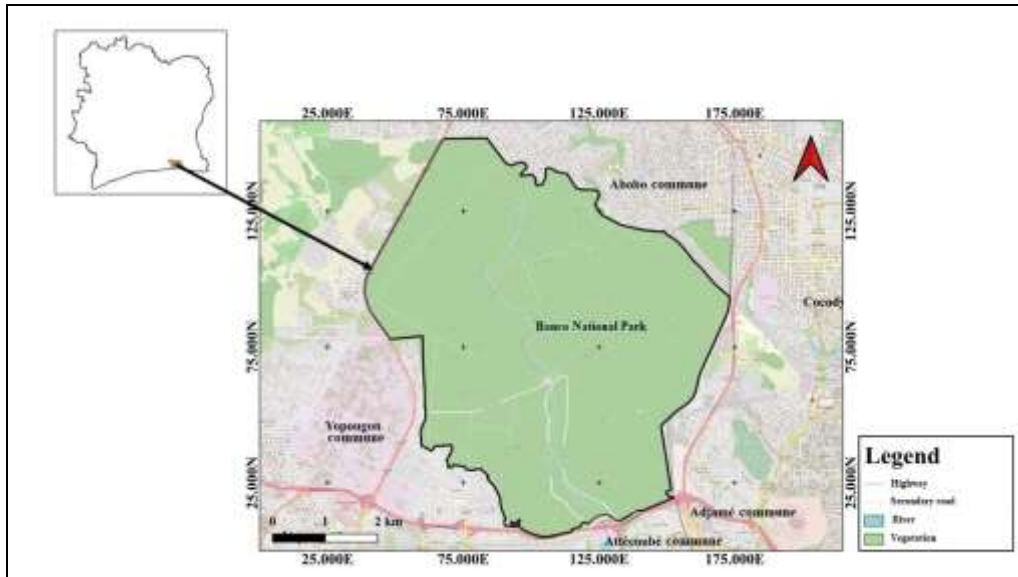 25.000E 75.000E 125.000E 175.000E
Abobo commune
125.000N 125.000N
Cocody
Banco National Park
75.000N 75.000N
Yopougon
commune
25.000N 25.000N
Legend
Highway
Secondary road
River
Vegetation
Adjamé commune
0 1 2 km
Attécoubé commune
25.000E 75.000E 125.000E 175.000E